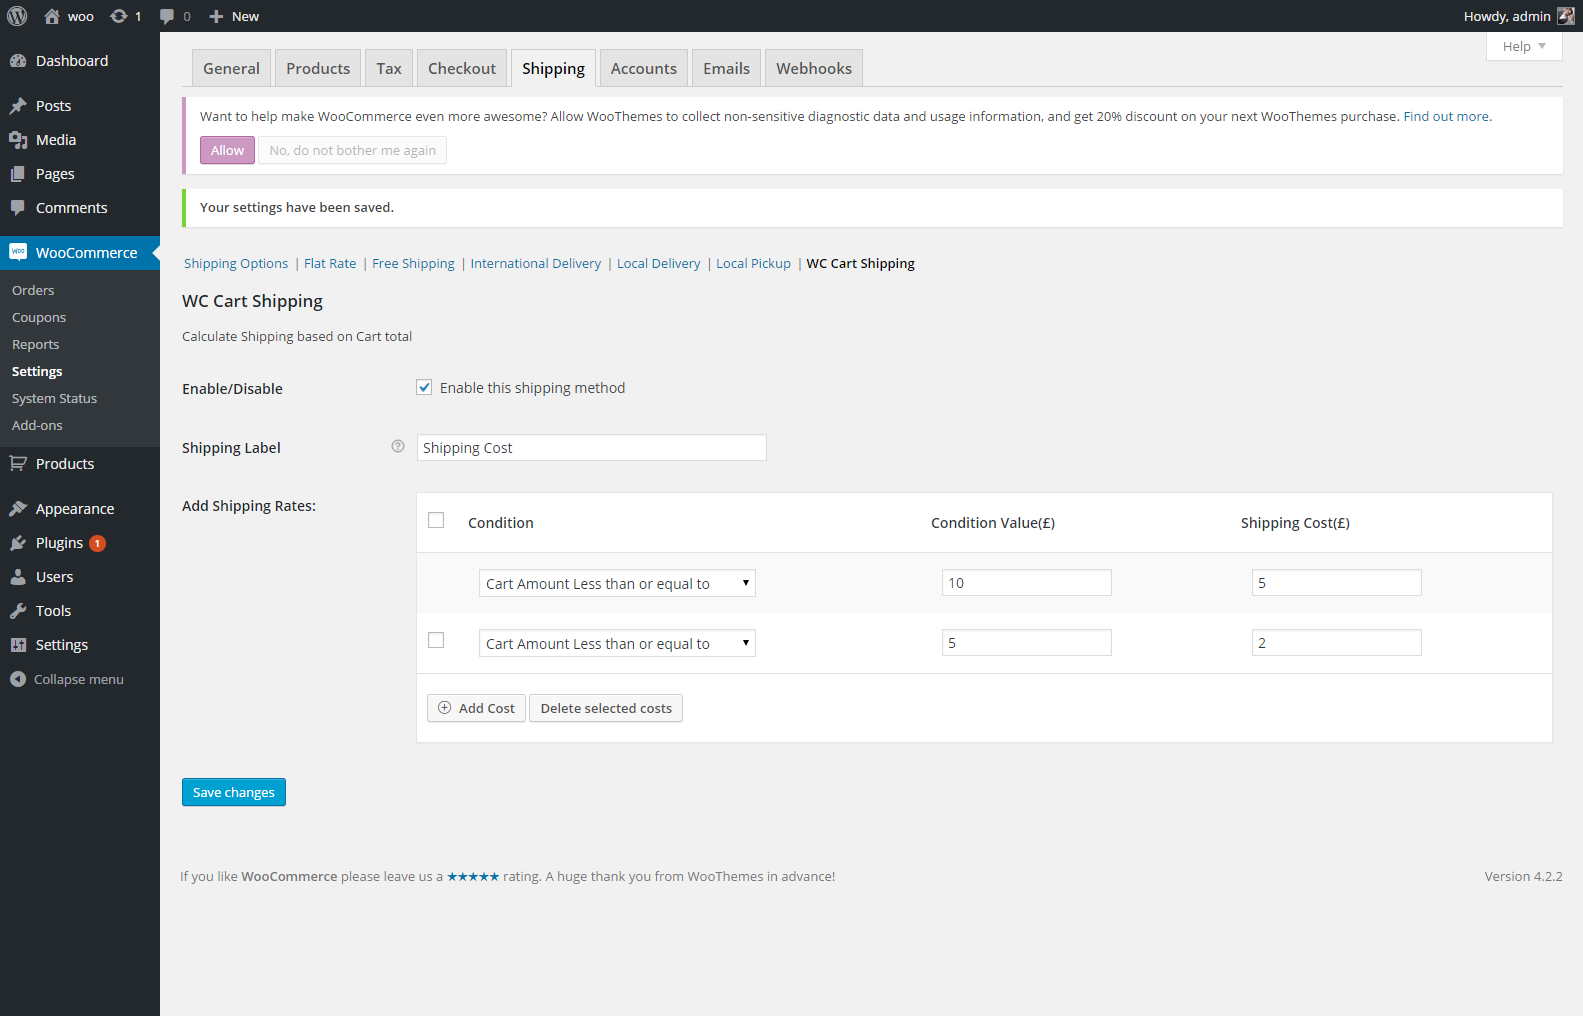 woo 1 0 New Howdy, admin
Help
Dashboard
Posts
Media
Pages
Comments
WooCommerce
Orders
Coupons
Reports
Settings
System Status
Add-ons
Products
Appearance
Plugins 1
Users
Tools
Settings
Collapse menu
General Products Tax Checkout Shipping Accounts Emails Webhooks
Want to help make WooCommerce even more awesome? Allow WooThemes to collect non-sensitive diagnostic data and usage information, and get 20% discount on your next WooThemes purchase. Find out more.
Allow No, do not bother me again
Your settings have been saved.
Shipping Options | Flat Rate | Free Shipping | International Delivery | Local Delivery | Local Pickup | WC Cart Shipping
WC Cart Shipping
Calculate Shipping based on Cart total
Enable/Disable Enable this shipping method
Shipping Label ? Shipping Cost
Add Shipping Rates:
Condition Condition Value(£) Shipping Cost(£)
Cart Amount Less than or equal to 10 5
Cart Amount Less than or equal to 5 2
Add Cost Delete selected costs
Save changes
If you like WooCommerce please leave us a ★★★★★ rating. A huge thank you from WooThemes in advance! Version 4.2.2